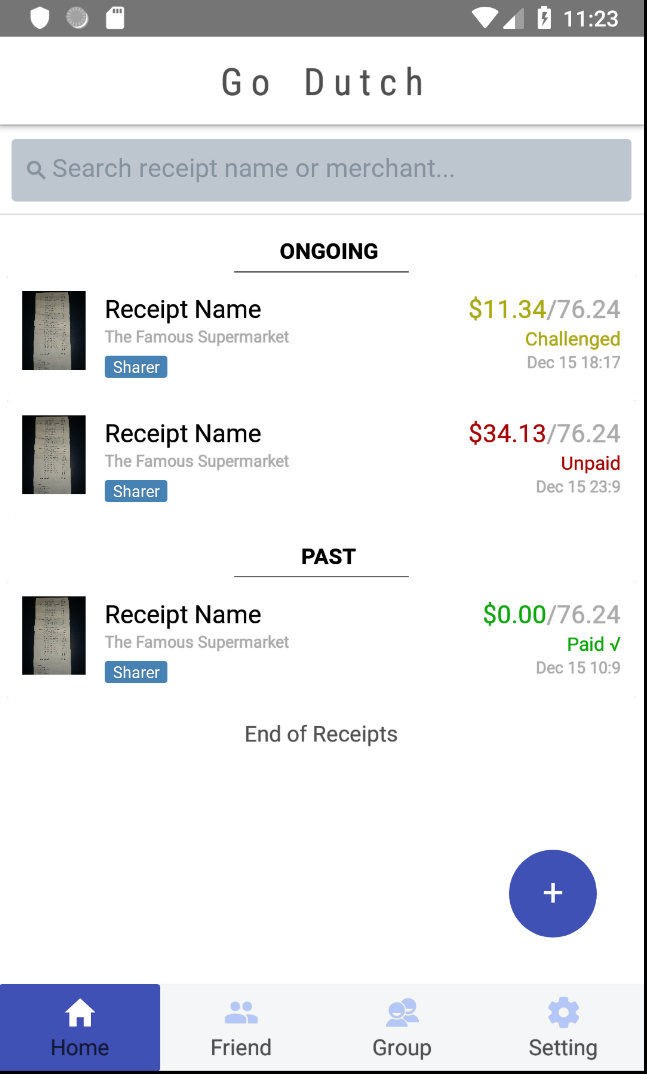 11:23
Go Dutch
Search receipt name or merchant...
ONGOING
Receipt Name
$11.34/76.24
The Famous Supermarket
Challenged
Sharer
Dec 15 18:17
Receipt Name
$34.13/76.24
The Famous Supermarket
Unpaid
Sharer
Dec 15 23:9
PAST
Receipt Name
$0.00/76.24
The Famous Supermarket
Paid √
Sharer
Dec 15 10:9
End of Receipts
+
Home
Friend
Group
Setting